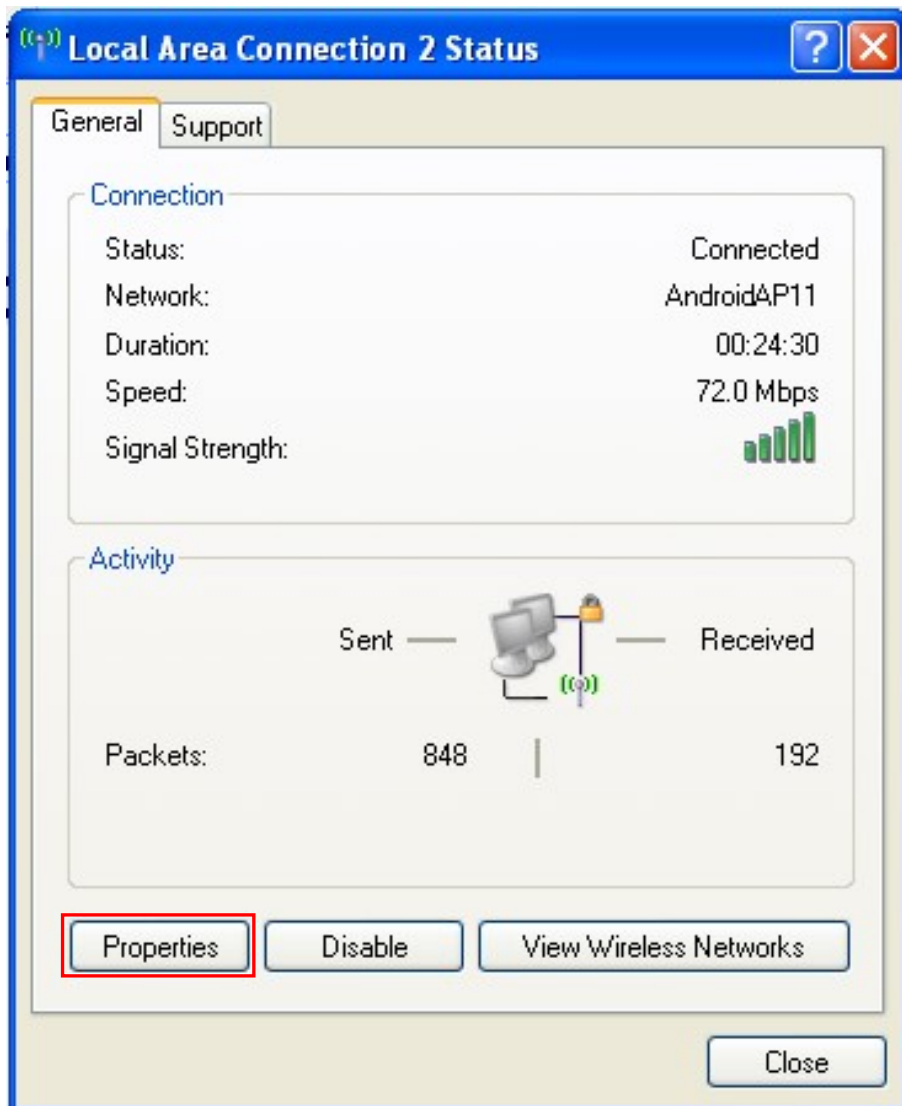 Local Area Connection 2 Status
General Support
Connection
Status: Connected
Network: AndroidAP11
Duration: 00:24:30
Speed: 72.0 Mbps
Signal Strength:
Activity
Sent Received
Packets: 848 192
Properties Disable View Wireless Networks
Close